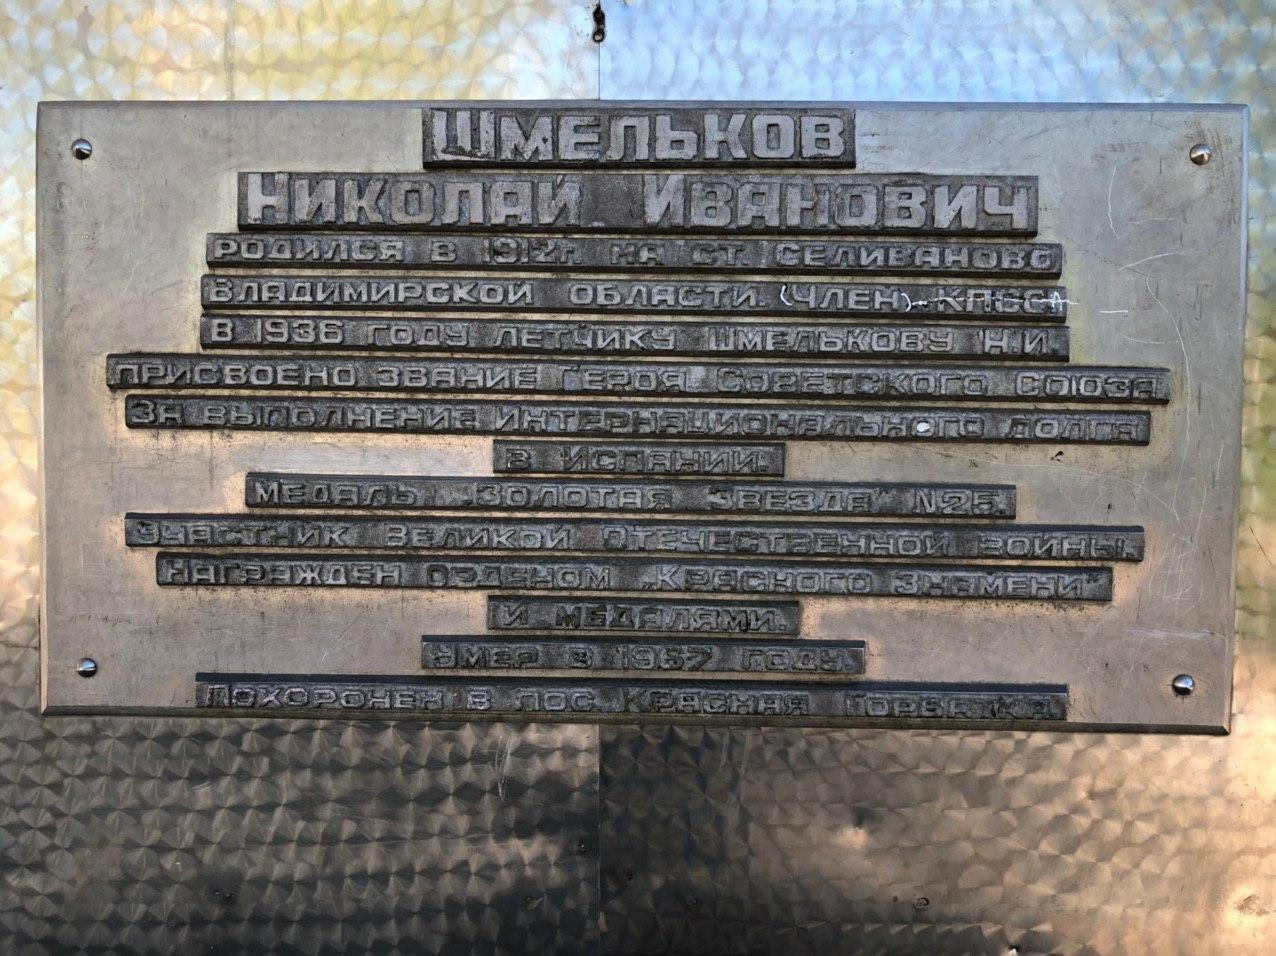 ШМЕЛЬКОВ
НИКОЛАЙ ИВАНОВИЧ
РОДИЛСЯ В 1912г. НА СТ. СЕЛИВАНОВО
ВЛАДИМИРСКОЙ ОБЛАСТИ. ЧЛЕН КПСС
В 1936 ГОДУ ЛЕТЧИКУ ШМЕЛЬКОВУ Н.И.
ПРИСВОЕНО ЗВАНИЕ ГЕРОЯ СОВЕТСКОГО СОЮЗА
ЗА ВЫПОЛНЕНИЕ ИНТЕРНАЦИОНАЛЬНОГО ДОЛГА
В ИСПАНИИ.
МЕДАЛЬ „ЗОЛОТАЯ ЗВЕЗДА" №25.
УЧАСТНИК ВЕЛИКОЙ ОТЕЧЕСТВЕННОЙ ВОЙНЫ.
НАГРАЖДЕН ОРДЕНОМ „КРАСНОГО ЗНАМЕНИ"
И МЕДАЛЯМИ.
УМЕР В 1967 ГОДУ.
ПОХОРОНЕН В ПОС. КРАСНАЯ ГОРБАТКА